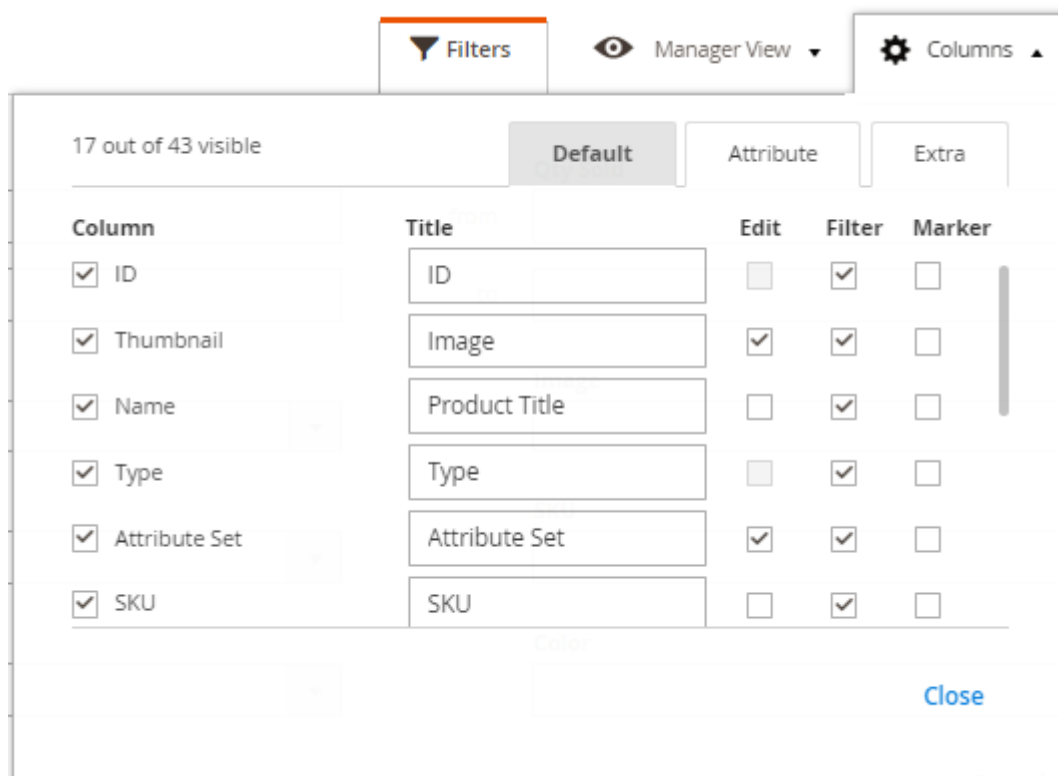 Filters Manager View Columns
17 out of 43 visible Default Attribute Extra
Column Title Edit Filter Marker
ID ID
Thumbnail Image
Name Product Title
Type Type
Attribute Set Attribute Set
SKU SKU
Color
Close